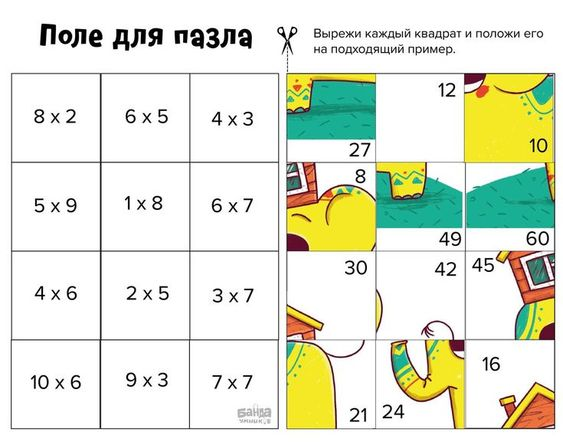 Поле для пазла
Вырежи каждый квадрат и положи его
на подходящий пример.
8 x 2 6 x 5 4 x 3
5 x 9 1 x 8 6 x 7
4 x 6 2 x 5 3 x 7
10 x 6 9 x 3 7 x 7
27 12 10
8 49 60
30 42 45
21 24 16
БАНДА
УМНИКОВ